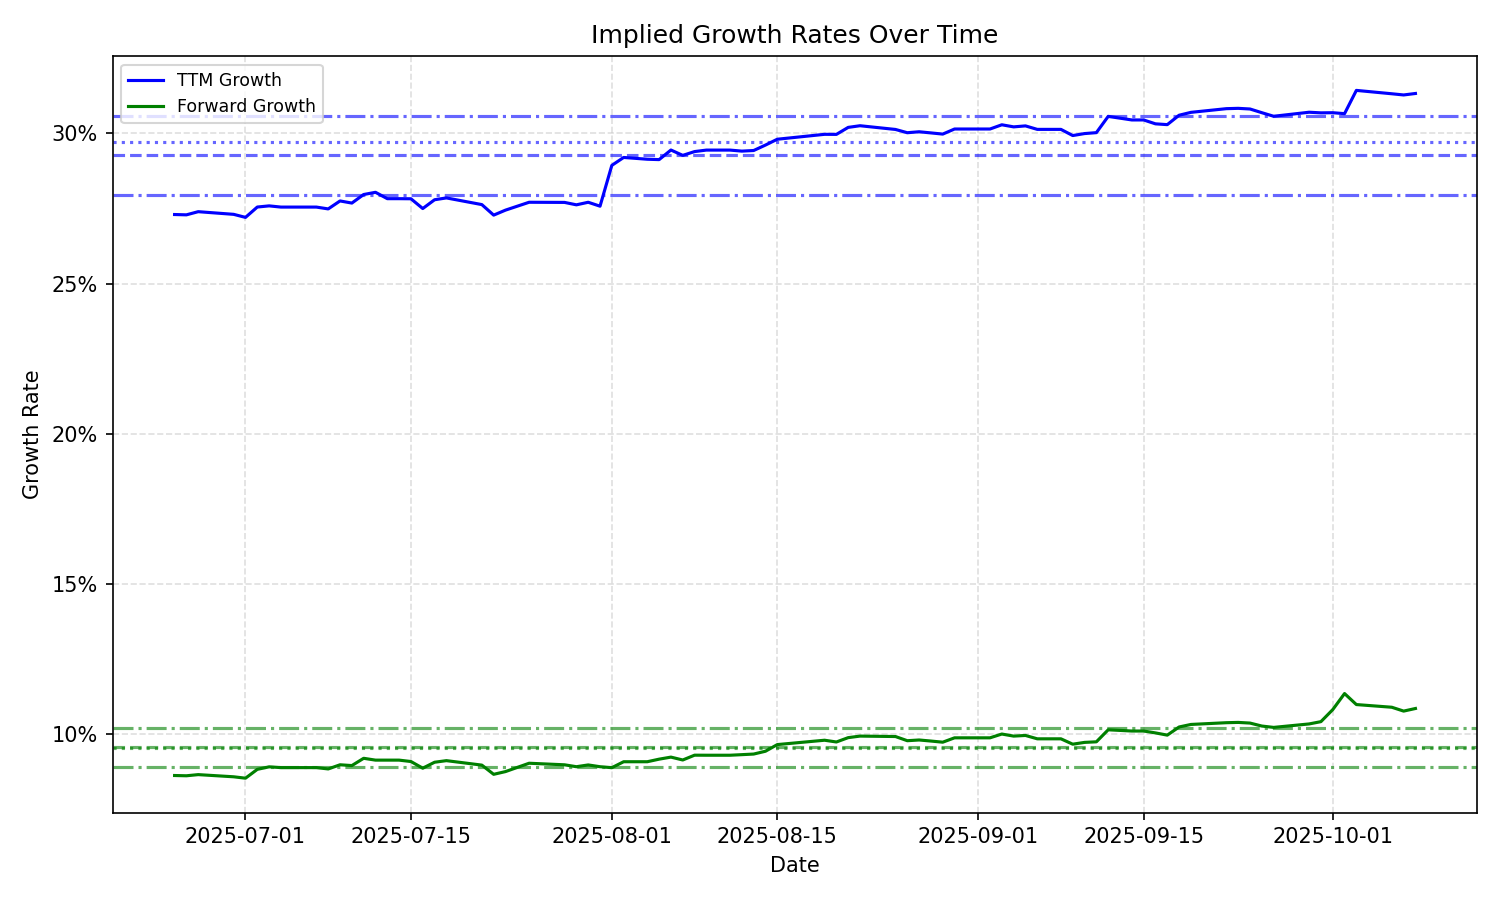 Implied Growth Rates Over Time
TTM Growth
Forward Growth
30%
25%
20%
15%
10%
Growth Rate
2025-07-01
2025-07-15
2025-08-01
2025-08-15
2025-09-01
2025-09-15
2025-10-01
Date